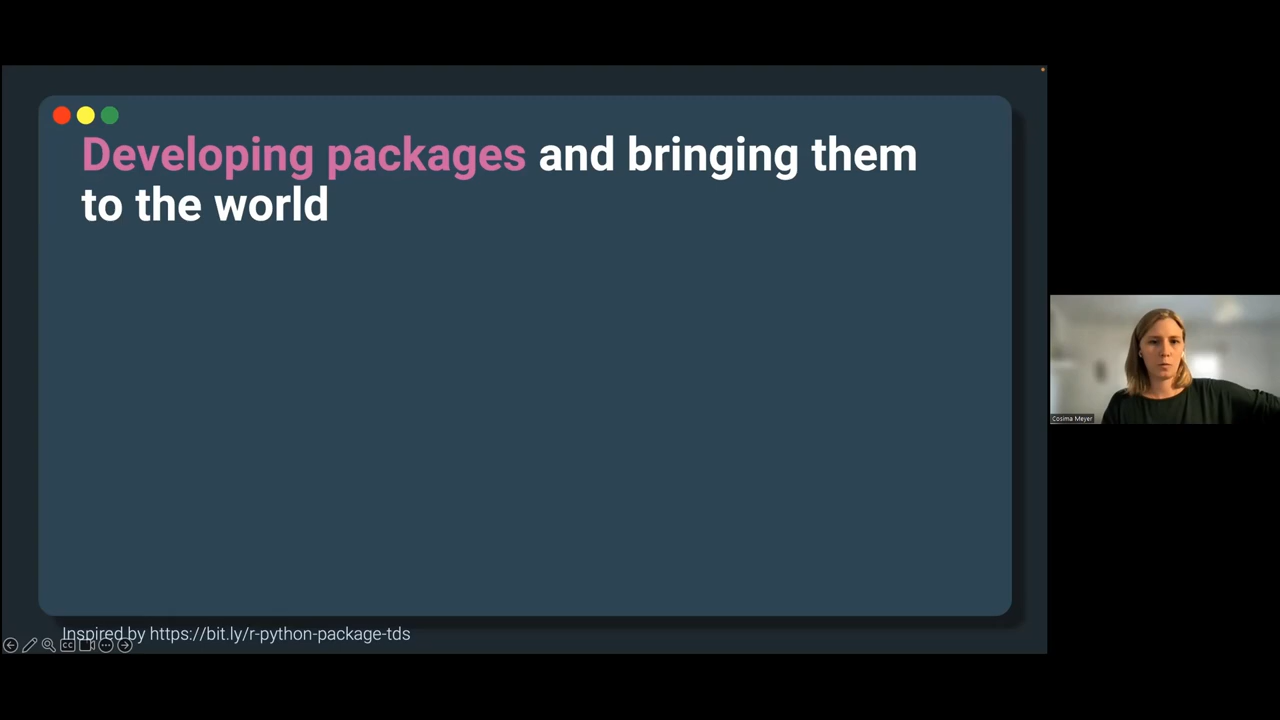 Developing packages and bringing them
to the world
Cosima Meyer
Inspired by https://bit.ly/r-python-package-tds